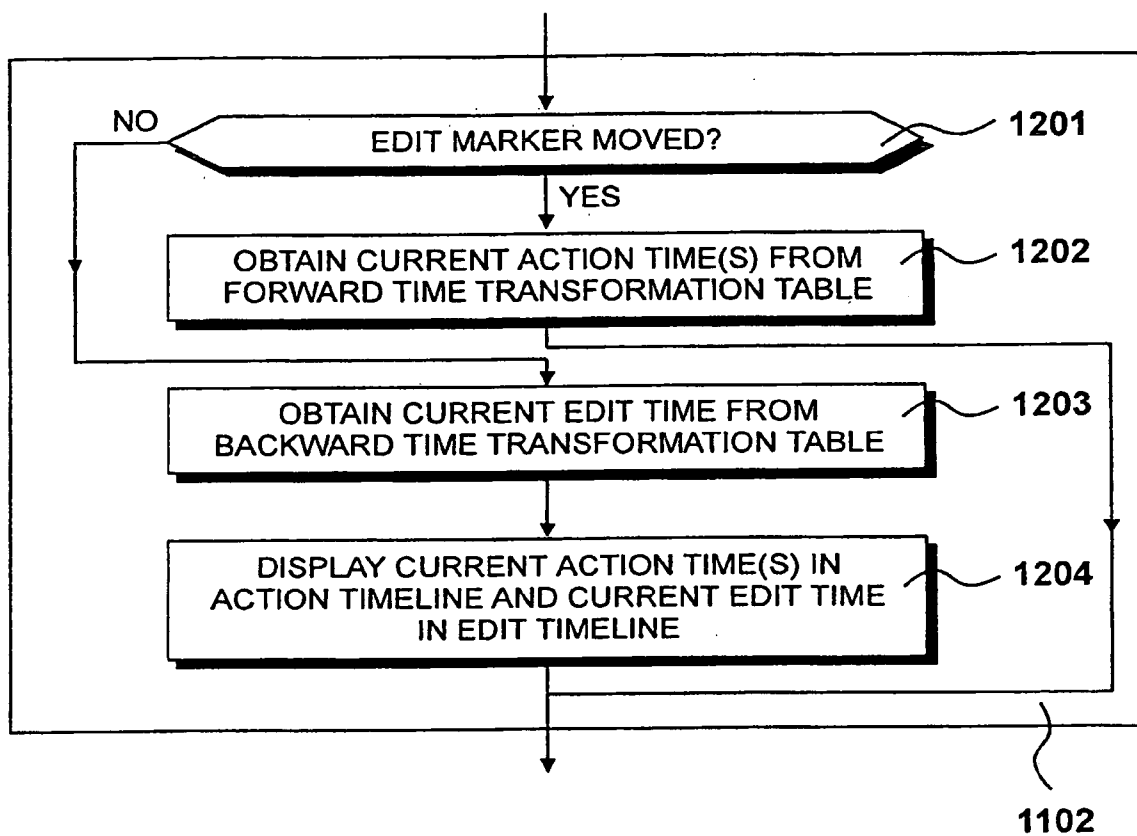 NO
EDIT MARKER MOVED?
1201
YES
OBTAIN CURRENT ACTION TIME(S) FROM
FORWARD TIME TRANSFORMATION TABLE
1202
OBTAIN CURRENT EDIT TIME FROM
BACKWARD TIME TRANSFORMATION TABLE
1203
DISPLAY CURRENT ACTION TIME(S) IN
ACTION TIMELINE AND CURRENT EDIT TIME
IN EDIT TIMELINE
1204
1102